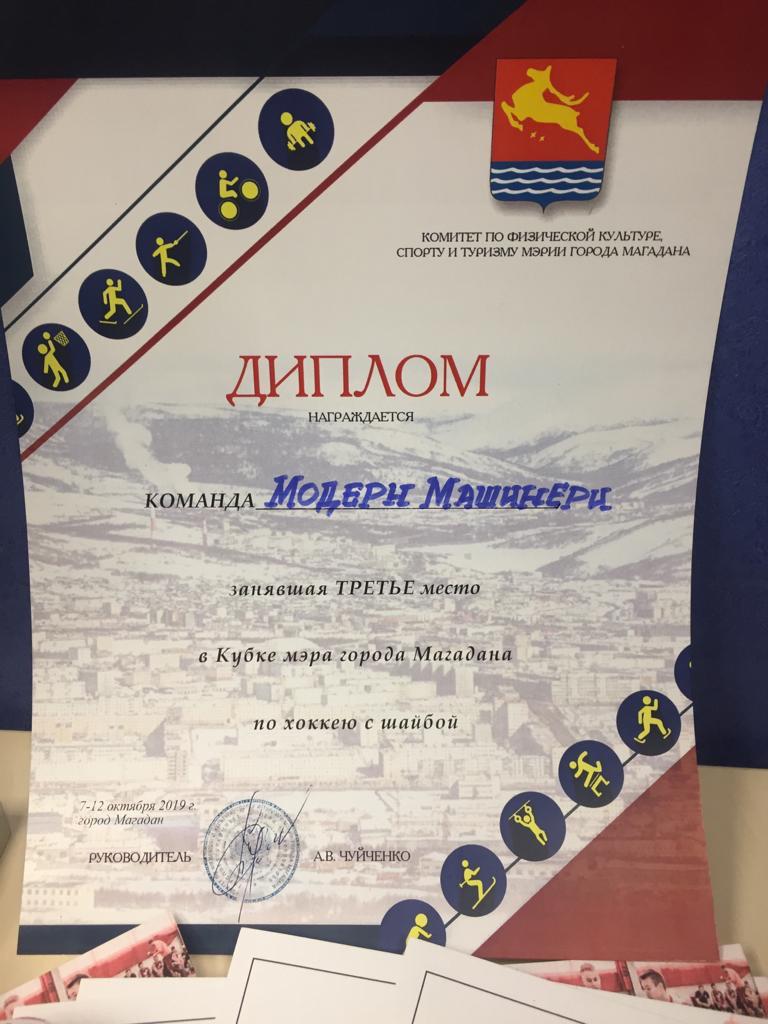 КОМИТЕТ ПО ФИЗИЧЕСКОЙ КУЛЬТУРЕ,
СПОРТУ И ТУРИЗМУ МЭРИИ ГОРОДА МАГАДАНА
ДИПЛОМ
НАГРАЖДАЕТСЯ
КОМАНДА МОДЕРН МАШИНЕРИ
занявшая ТРЕТЬЕ место
в Кубке мэра города Магадана
по хоккею с шайбой
7-12 октября 2019 г.
город Магадан
РУКОВОДИТЕЛЬ А.В. ЧУЙЧЕНКО